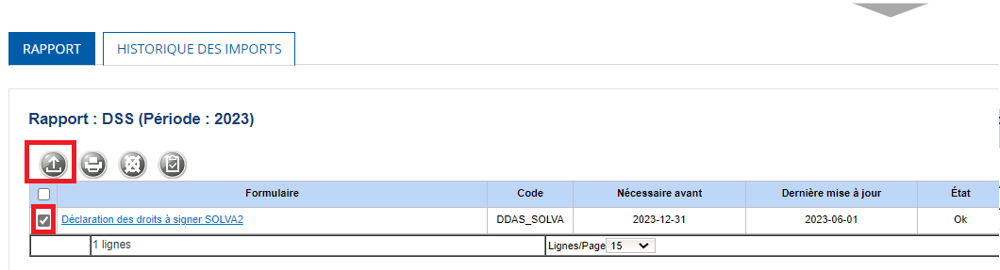 RAPPORT HISTORIQUE DES IMPORTS
Rapport : DSS (Période : 2023)
Formulaire Code Nécessaire avant Dernière mise à jour État
Déclaration des droits à signer SOLVA2 DDAS_SOLVA 2023-12-31 2023-06-01 Ok
1 lignes Lignes/Page 15